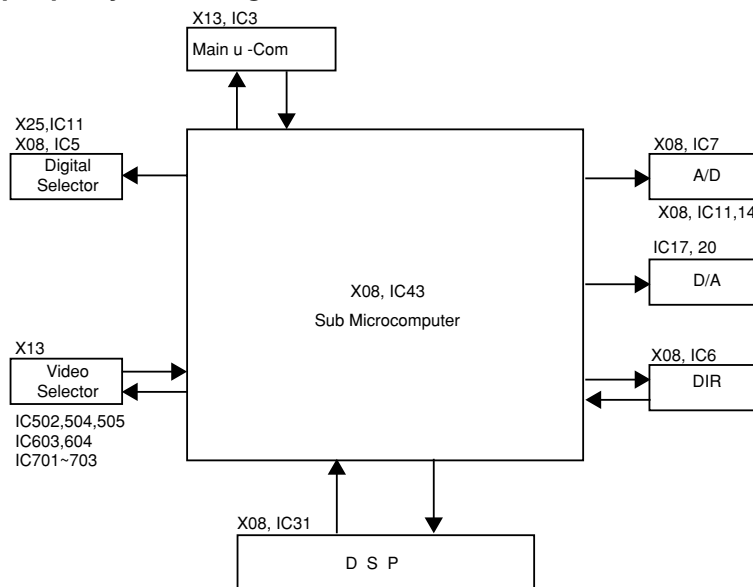 X13, IC3
Main u -Com
X25,IC11
X08, IC5
Digital
Selector
X08, IC7
A/D
X08, IC11,14
IC17, 20
D/A
X08, IC43
Sub Microcomputer
X13
Video
Selector
IC502,504,505
IC603,604
IC701~703
X08, IC6
DIR
X08, IC31
D S P